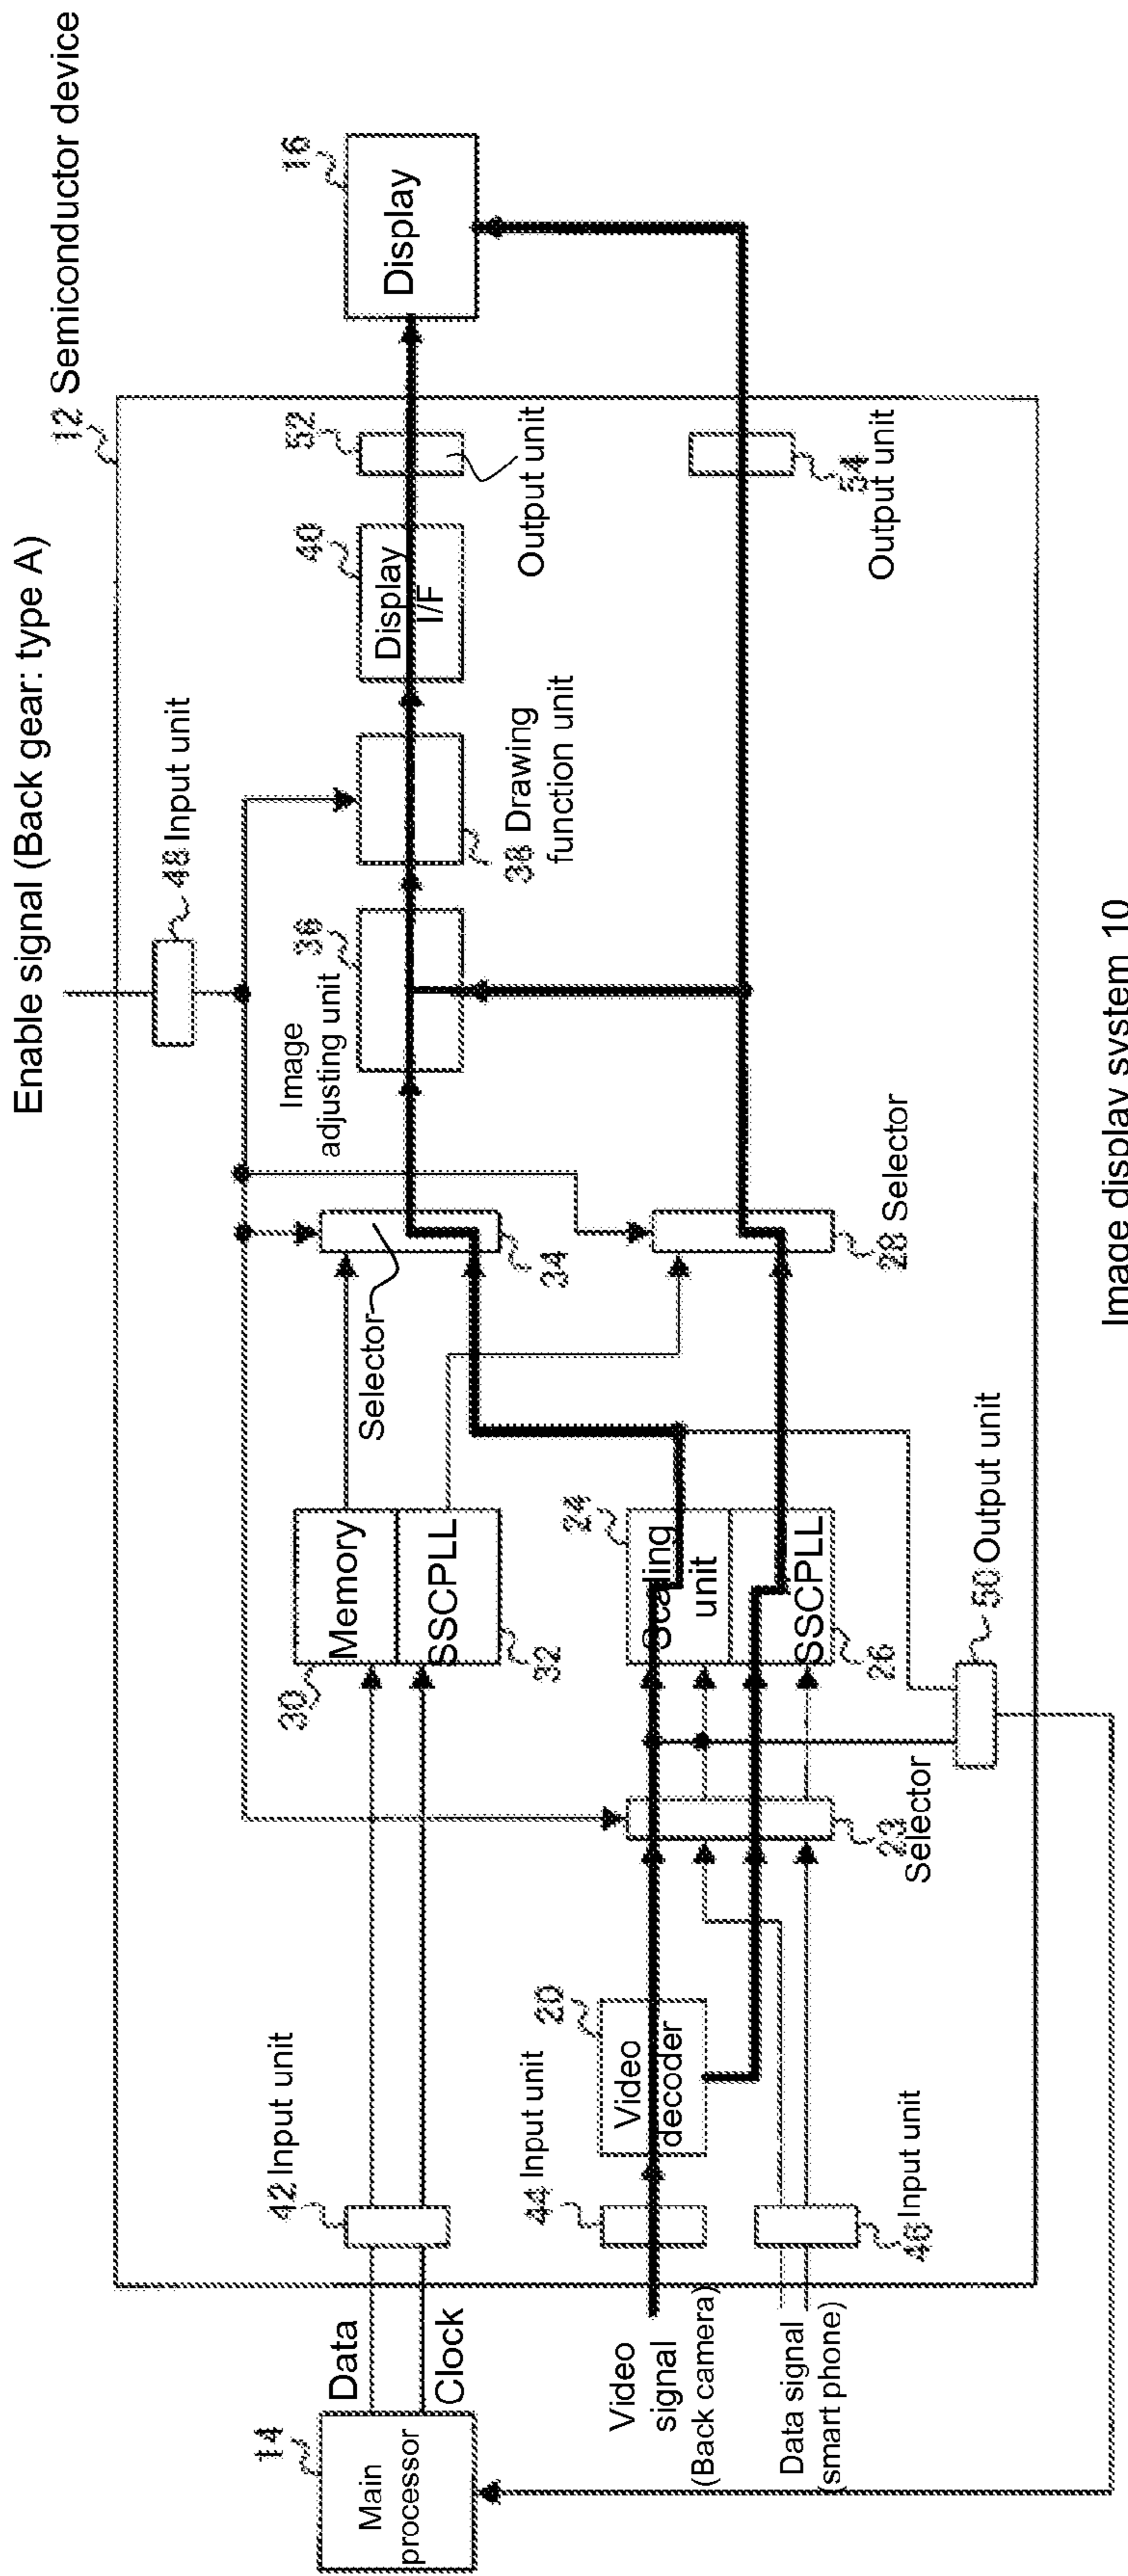 Enable signal (Back gear: type A)
12 Semiconductor device
48 Input unit
14
Main
processor
Data
Clock
42 Input unit
30
Memory
SSCPLL
32
Selector
34
Image
adjusting unit
36
38 Drawing
function unit
40
Display
I/F
52
Output unit
16
Display
Video
signal
(Back camera)
44 Input unit
20
Video
decoder
Data signal
(smart phone)
46 Input unit
23
Selector
24
Scaling
unit
SSCPLL
26
28 Selector
50 Output unit
54
Output unit
Image display system 10